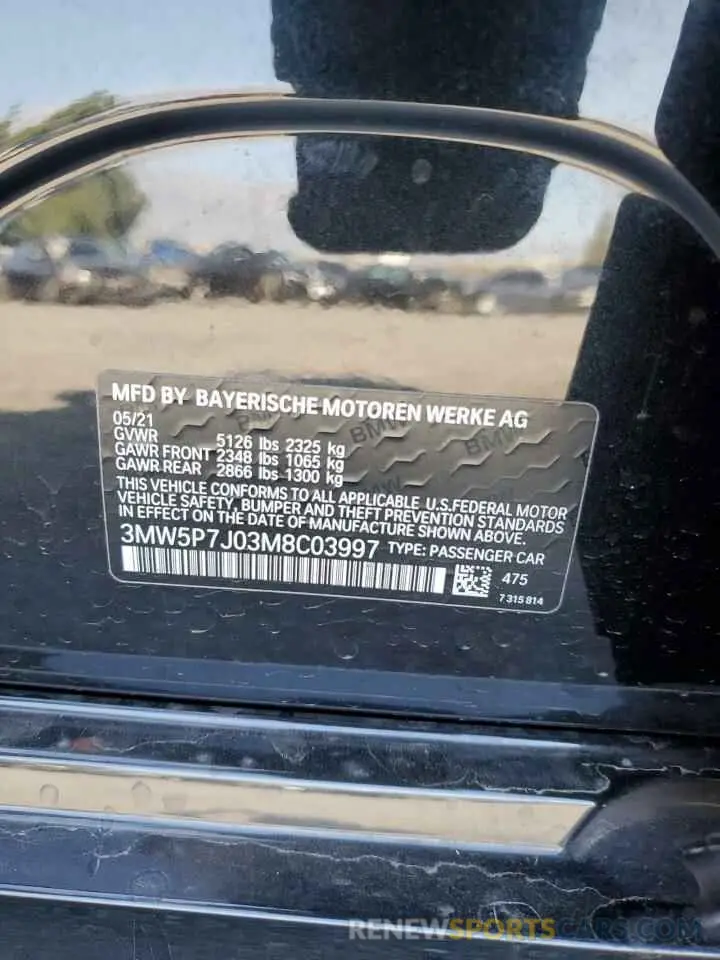 MFD BY BAYERISCHE MOTOREN WERKE AG
05/21
GVWR 5126 lbs 2325 kg
GAWR FRONT 2348 lbs 1065 kg
GAWR REAR 2866 lbs 1300 kg
THIS VEHICLE CONFORMS TO ALL APPLICABLE U.S.FEDERAL MOTOR
VEHICLE SAFETY, BUMPER AND THEFT PREVENTION STANDARDS
IN EFFECT ON THE DATE OF MANUFACTURE SHOWN ABOVE.
3MW5P7J03M8C03997 TYPE: PASSENGER CAR
475
7 315 814
RENEWSPORTSCARS.COM